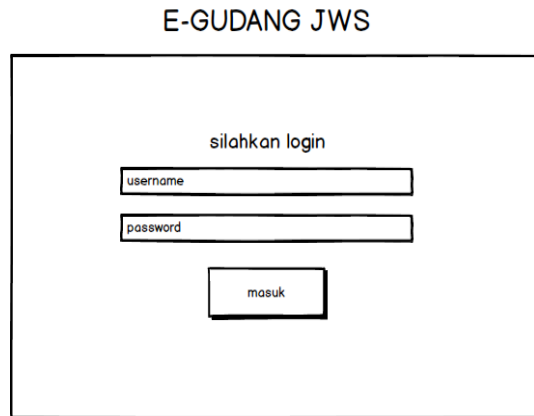 E-GUDANG JWS
silahkan login
username
password
masuk